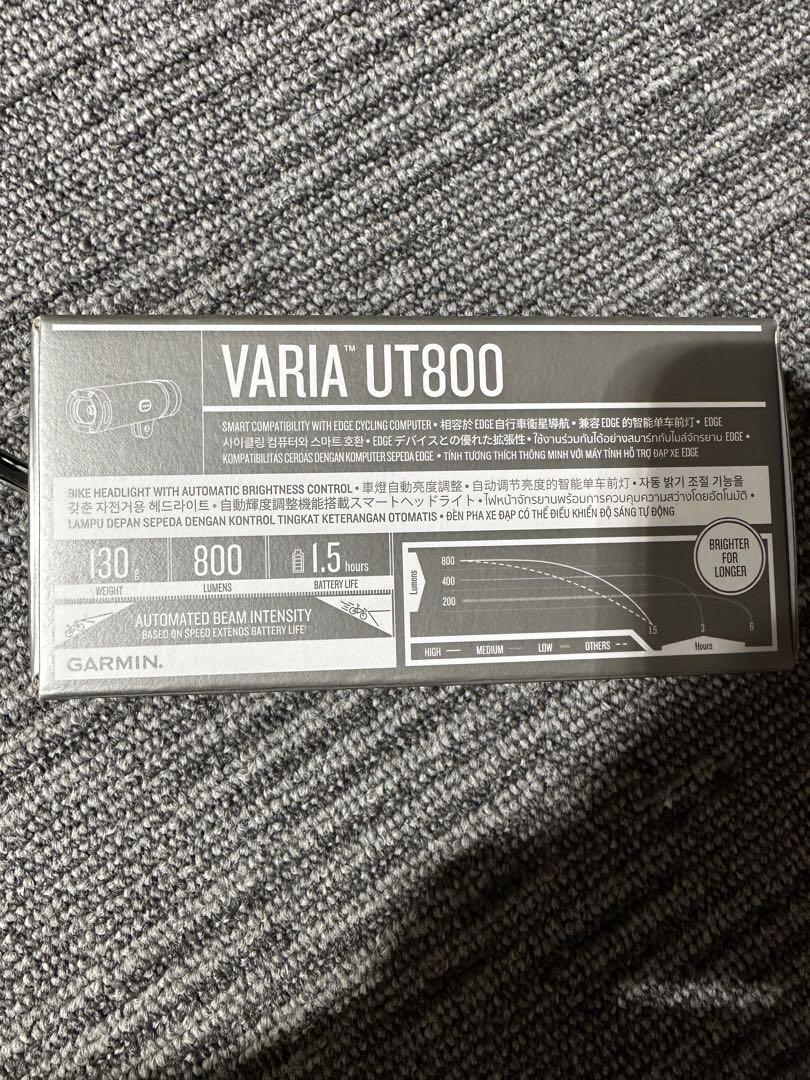 VARIA™ UT800
SMART COMPATIBILITY WITH EDGE CYCLING COMPUTER • 相容於 EDGE 自行車衛星導航 • 兼容 EDGE 的智能单车前灯 • EDGE
사이클링 컴퓨터와 스마트 호환 • EDGE デバイスとの優れた拡張性 • ใช้งานร่วมกันได้อย่างสมาร์ทกับไมล์จักรยาน EDGE •
KOMPATIBILITAS CERDAS DENGAN KOMPUTER SEPEDA EDGE • TÍNH TƯƠNG THÍCH THÔNG MINH VỚI MÁY TÍNH HỖ TRỢ ĐẠP XE EDGE
BIKE HEADLIGHT WITH AUTOMATIC BRIGHTNESS CONTROL • 車燈自動亮度調整 • 自动调节亮度的智能单车前灯 • 자동 밝기 조절 기능을
갖춘 자전거용 헤드라이트 • 自動輝度調整機能搭載スマートヘッドライト • ไฟหน้าจักรยานพร้อมการควบคุมความสว่างโดยอัตโนมัติ •
LAMPU DEPAN SEPEDA DENGAN KONTROL TINGKAT KETERANGAN OTOMATIS • ĐÈN PHA XE ĐẠP CÓ THỂ ĐIỀU KHIỂN ĐỘ SÁNG TỰ ĐỘNG
130 g
WEIGHT
800
LUMENS
1.5 hours
BATTERY LIFE
AUTOMATED BEAM INTENSITY
BASED ON SPEED EXTENDS BATTERY LIFE
GARMIN.
BRIGHTER
FOR
LONGER
Lumens
800
400
200
1.5 3 6
Hours
HIGH MEDIUM LOW OTHERS